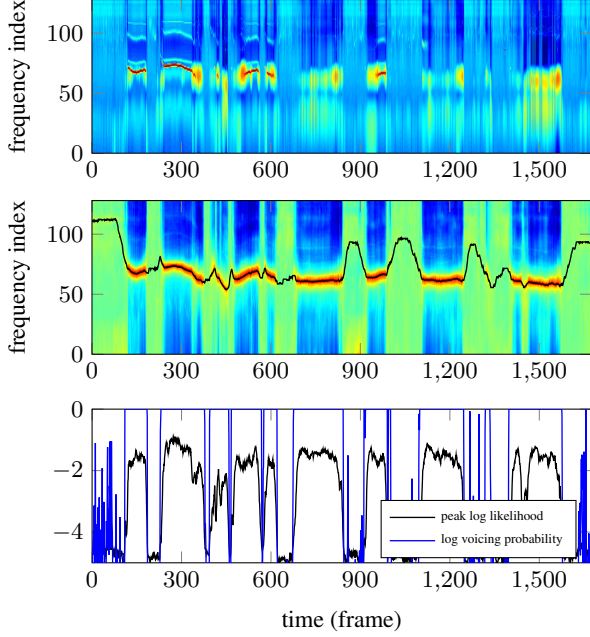 100
50
0
frequency index
0 300 600 900 1,200 1,500
100
50
0
frequency index
0 300 600 900 1,200 1,500
0
−2
−4
peak log likelihood
log voicing probability
0 300 600 900 1,200 1,500
time (frame)